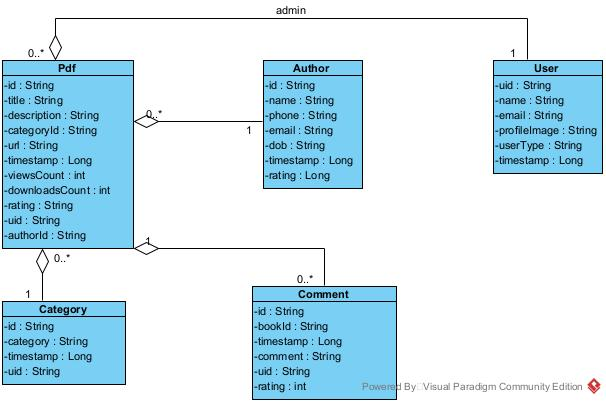 admin
0..*
1
Pdf
-id : String
-title : String
-description : String
-categoryId : String
-url : String
-timestamp : Long
-viewsCount : int
-downloadsCount : int
-rating : String
-uid : String
-authorId : String
0..*
1
Author
-id : String
-name : String
-phone : String
-email : String
-dob : String
-timestamp : Long
-rating : Long
User
-uid : String
-name : String
-email : String
-profileImage : String
-userType : String
-timestamp : Long
1
0..*
0..*
1
Category
-id : String
-category : String
-timestamp : Long
-uid : String
Comment
-id : String
-bookId : String
-timestamp : Long
-comment : String
-uid : String
-rating : int
Powered By Visual Paradigm Community Edition